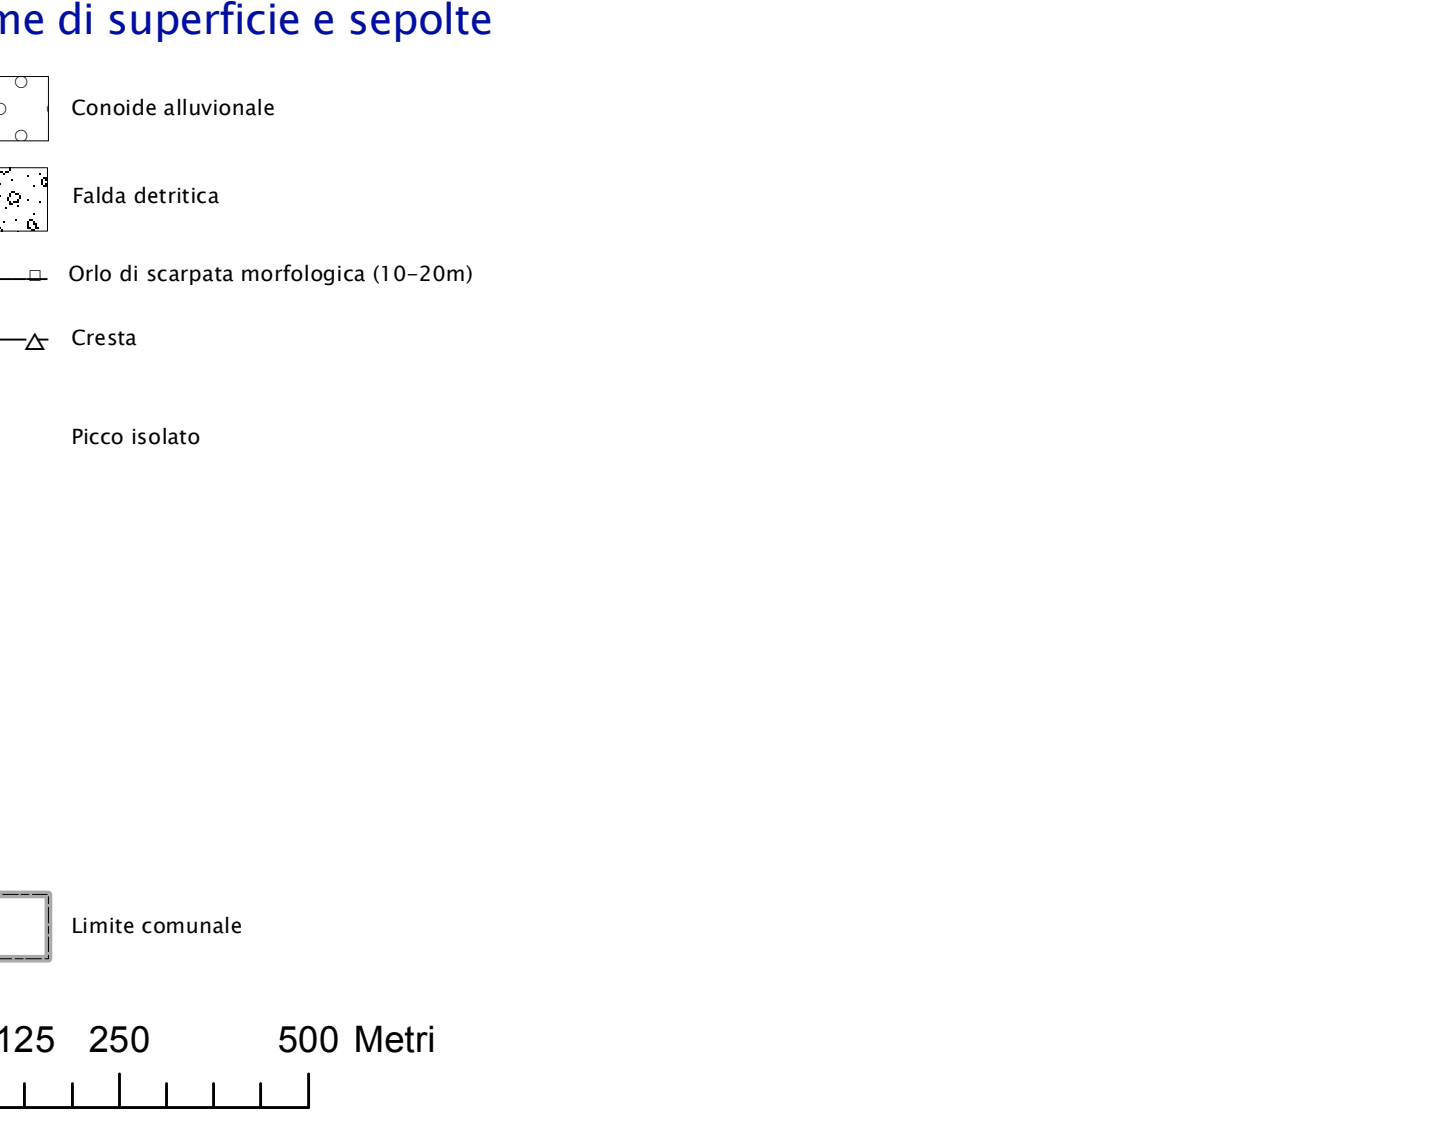 me di superficie e sepolte
Conoide alluvionale
Falda detritica
Orlo di scarpata morfologica (10-20m)
Cresta
Picco isolato
Limite comunale
125 250 500 Metri